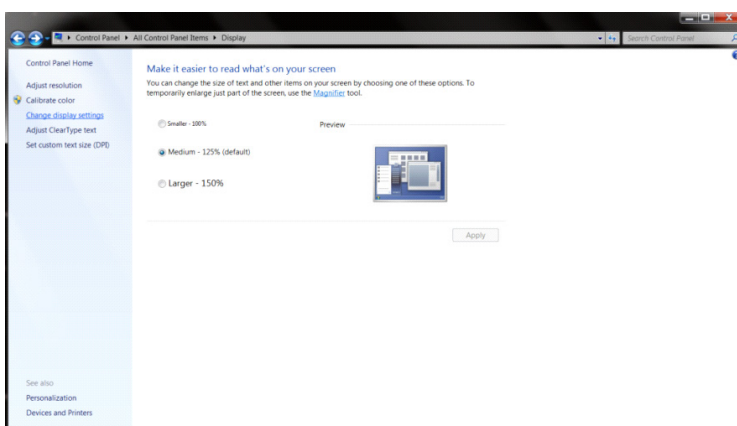 Control Panel ▸ All Control Panel Items ▸ Display
Search Control Panel
Control Panel Home
Adjust resolution
Calibrate color
Change display settings
Adjust ClearType text
Set custom text size (DPI)
Make it easier to read what's on your screen
You can change the size of text and other items on your screen by choosing one of these options. To
temporarily enlarge just part of the screen, use the Magnifier tool.
Smaller - 100%
Preview
Medium - 125% (default)
Larger - 150%
Apply
See also
Personalization
Devices and Printers